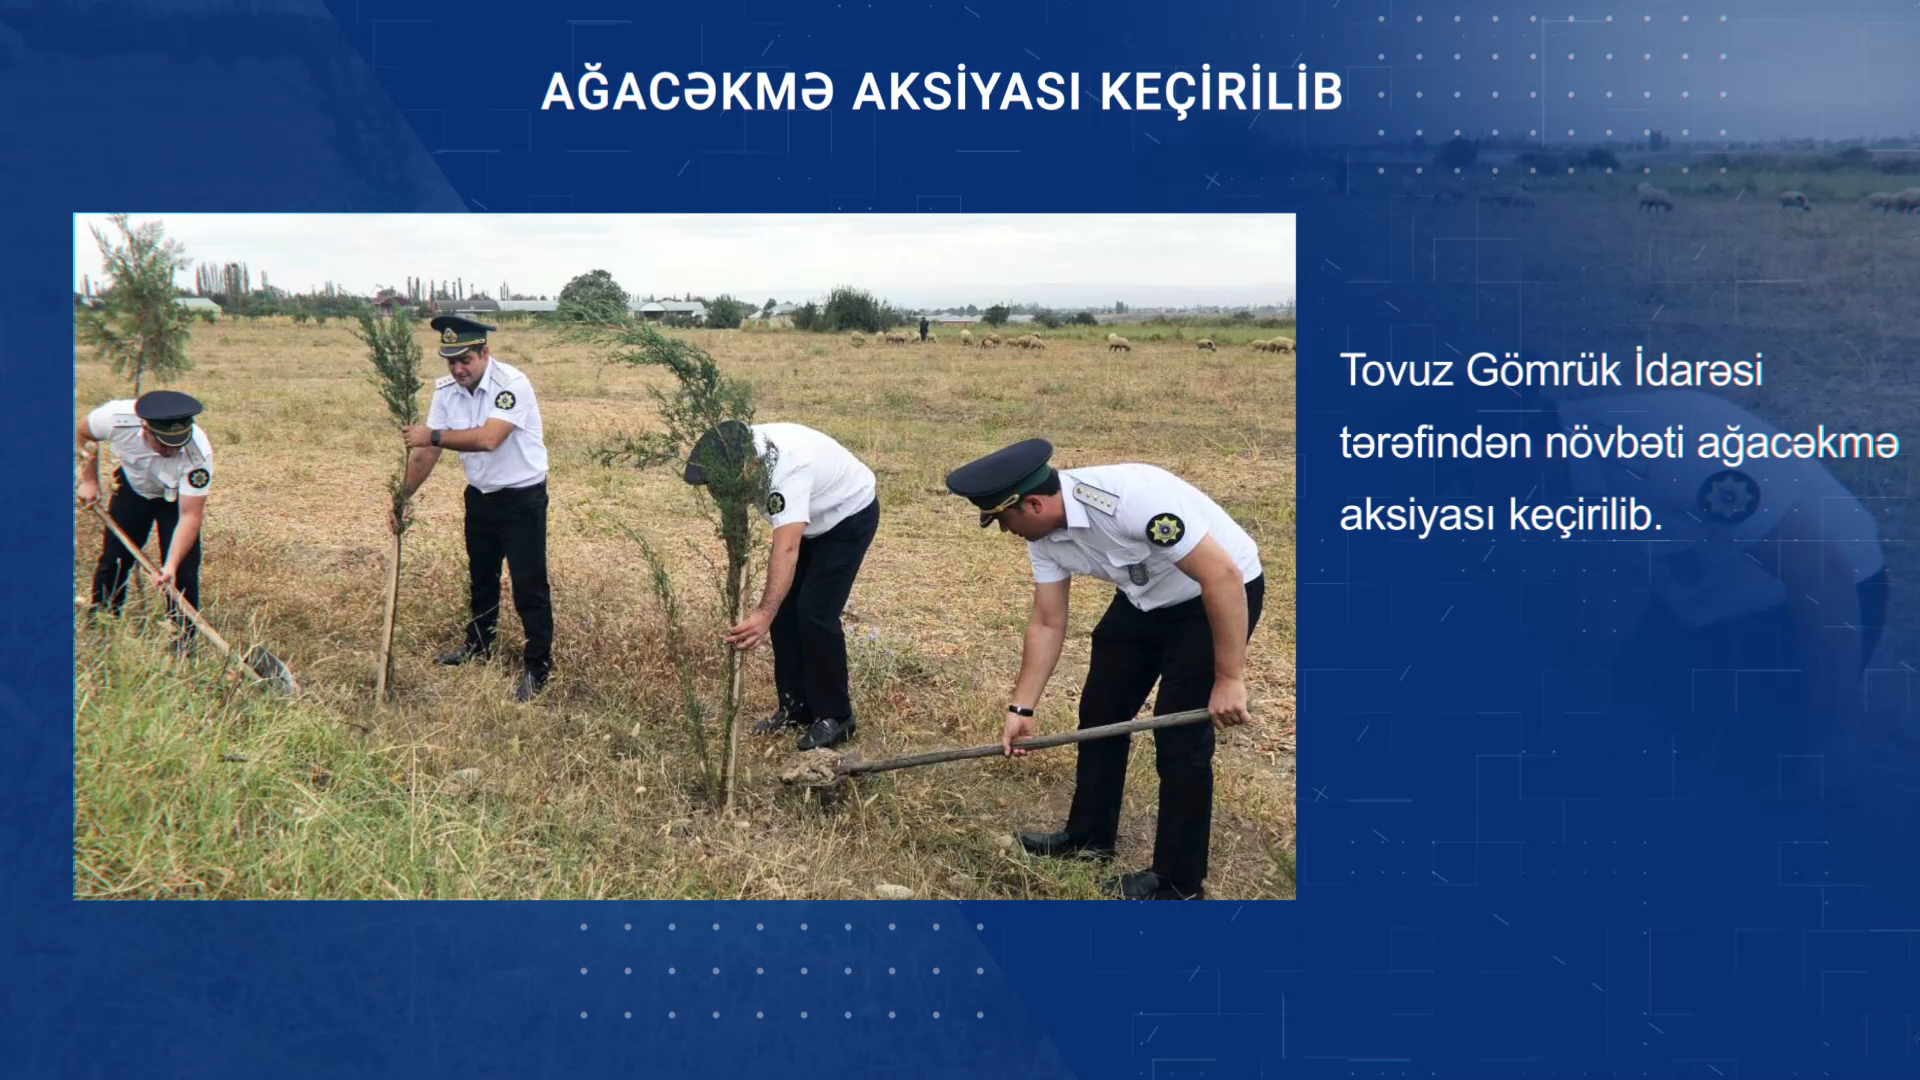 AĞACƏKMƏ AKSİYASI KEÇİRİLİB
Tovuz Gömrük İdarəsi
tərəfindən növbəti ağacəkmə
aksiyası keçirilib.